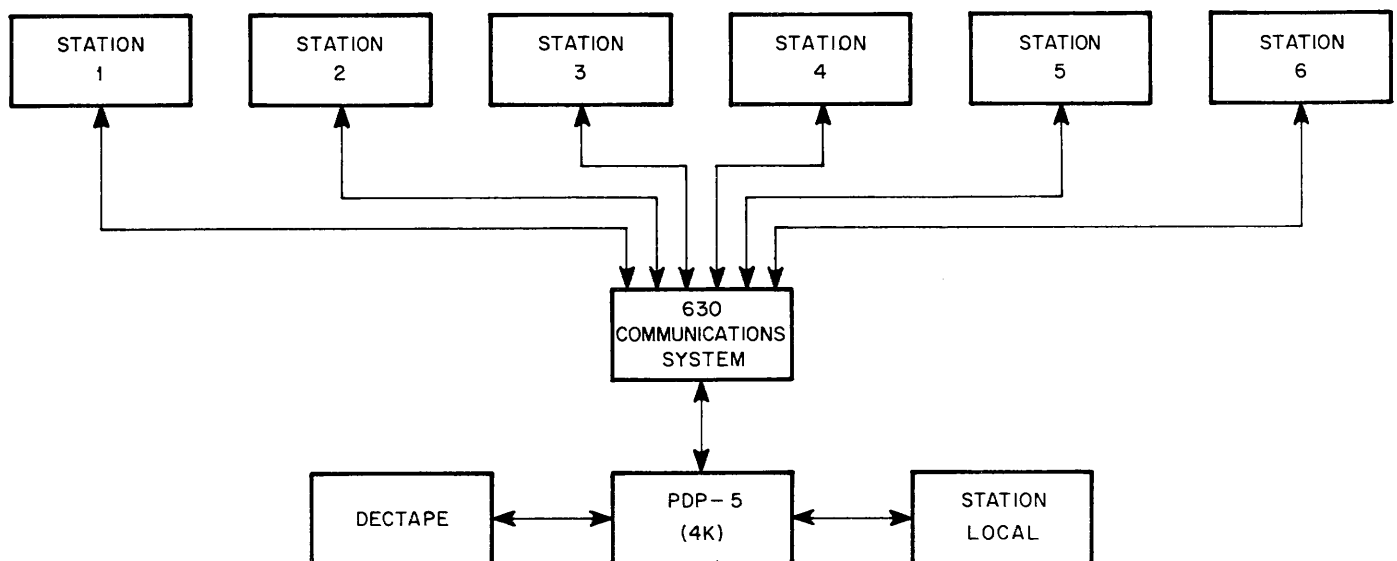 STATION
1
STATION
2
STATION
3
STATION
4
STATION
5
STATION
6
630
COMMUNICATIONS
SYSTEM
DECTAPE
PDP-5
(4K)
STATION
LOCAL